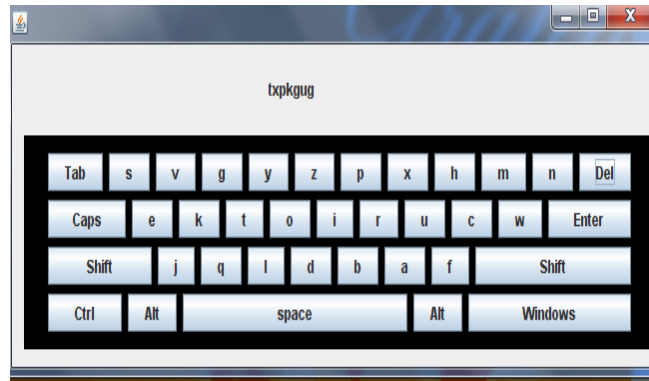 txpkgug
Tab s v g y z p x h m n Del
Caps e k t o i r u c w Enter
Shift j q l d b a f Shift
Ctrl Alt space Alt Windows